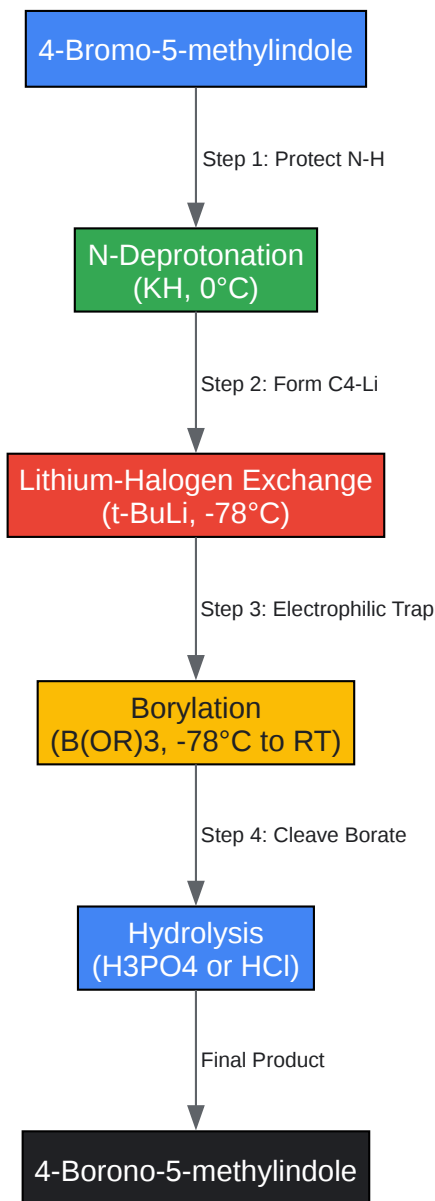 4-Bromo-5-methylindole
Step 1: Protect N-H
N-Deprotonation
(KH, 0°C)
Step 2: Form C4-Li
Lithium-Halogen Exchange
(t-BuLi, -78°C)
Step 3: Electrophilic Trap
Borylation
(B(OR)3, -78°C to RT)
Step 4: Cleave Borate
Hydrolysis
(H3PO4 or HCl)
Final Product
4-Borono-5-methylindole